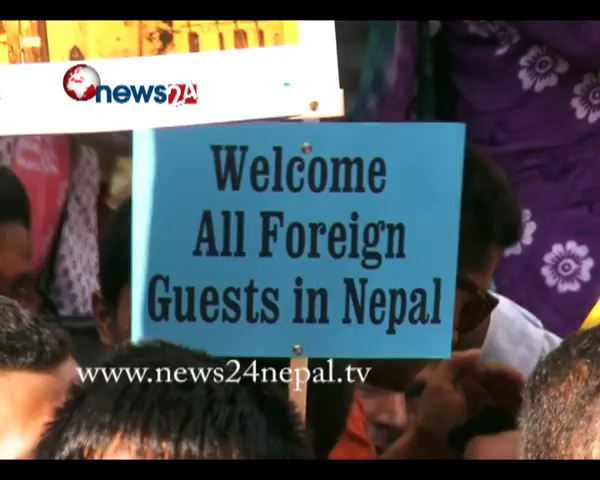 news24
Welcome
All Foreign
Guests in Nepal
www.news24nepal.tv